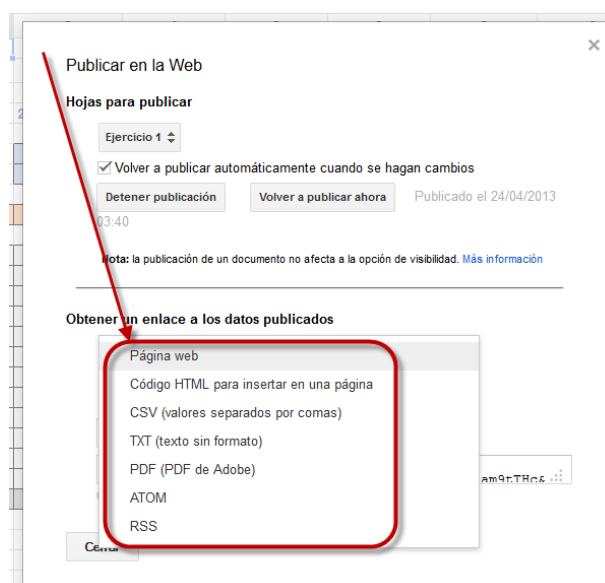 Publicar en la Web
Hojas para publicar
Ejercicio 1
Volver a publicar automáticamente cuando se hagan cambios
Detener publicación Volver a publicar ahora Publicado el 24/04/2013
03:40
Nota: la publicación de un documento no afecta a la opción de visibilidad. Más información
Obtener un enlace a los datos publicados
Página web
Código HTML para insertar en una página
CSV (valores separados por comas)
TXT (texto sin formato)
PDF (PDF de Adobe)
am9tTHc&
ATOM
RSS
Cerrar